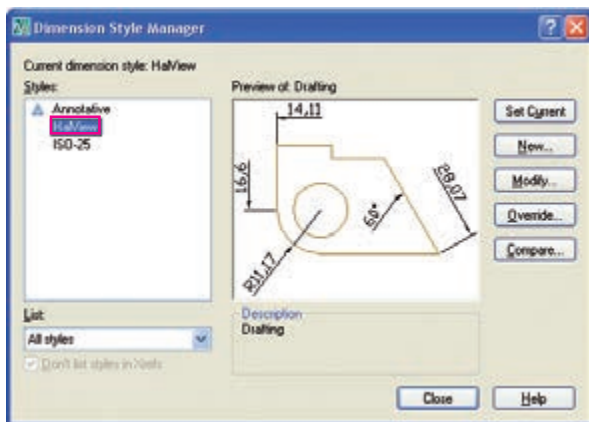 Dimension Style Manager
Current dimension style: HalView
Styles:
Annotative
HalView
ISO-25
Preview of: Drafting
14,11
16,6
28,07
60°
R11,17
Set Current
New...
Modify...
Override...
Compare...
List:
All styles
Don't list styles in Xrefs
Description
Drafting
Close
Help